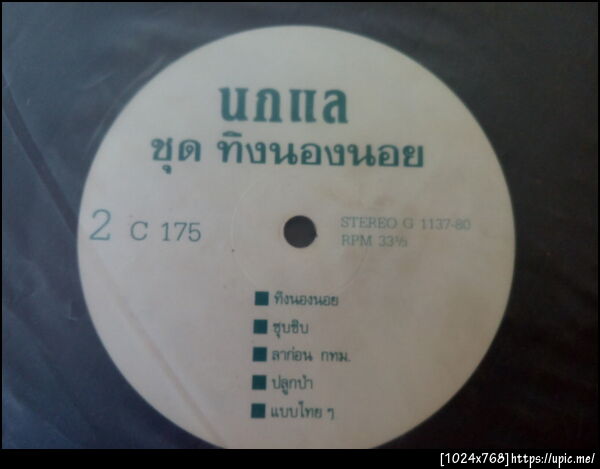 นกแล
ชุด ทิงนองนอย
2 C 175
STEREO G 1137-80
RPM 33⅓
ทิงนองนอย
ซุบซิบ
ลาก่อน กทม.
ปลูกป่า
แบบไทย ๆ
[1024x768]https://upic.me/